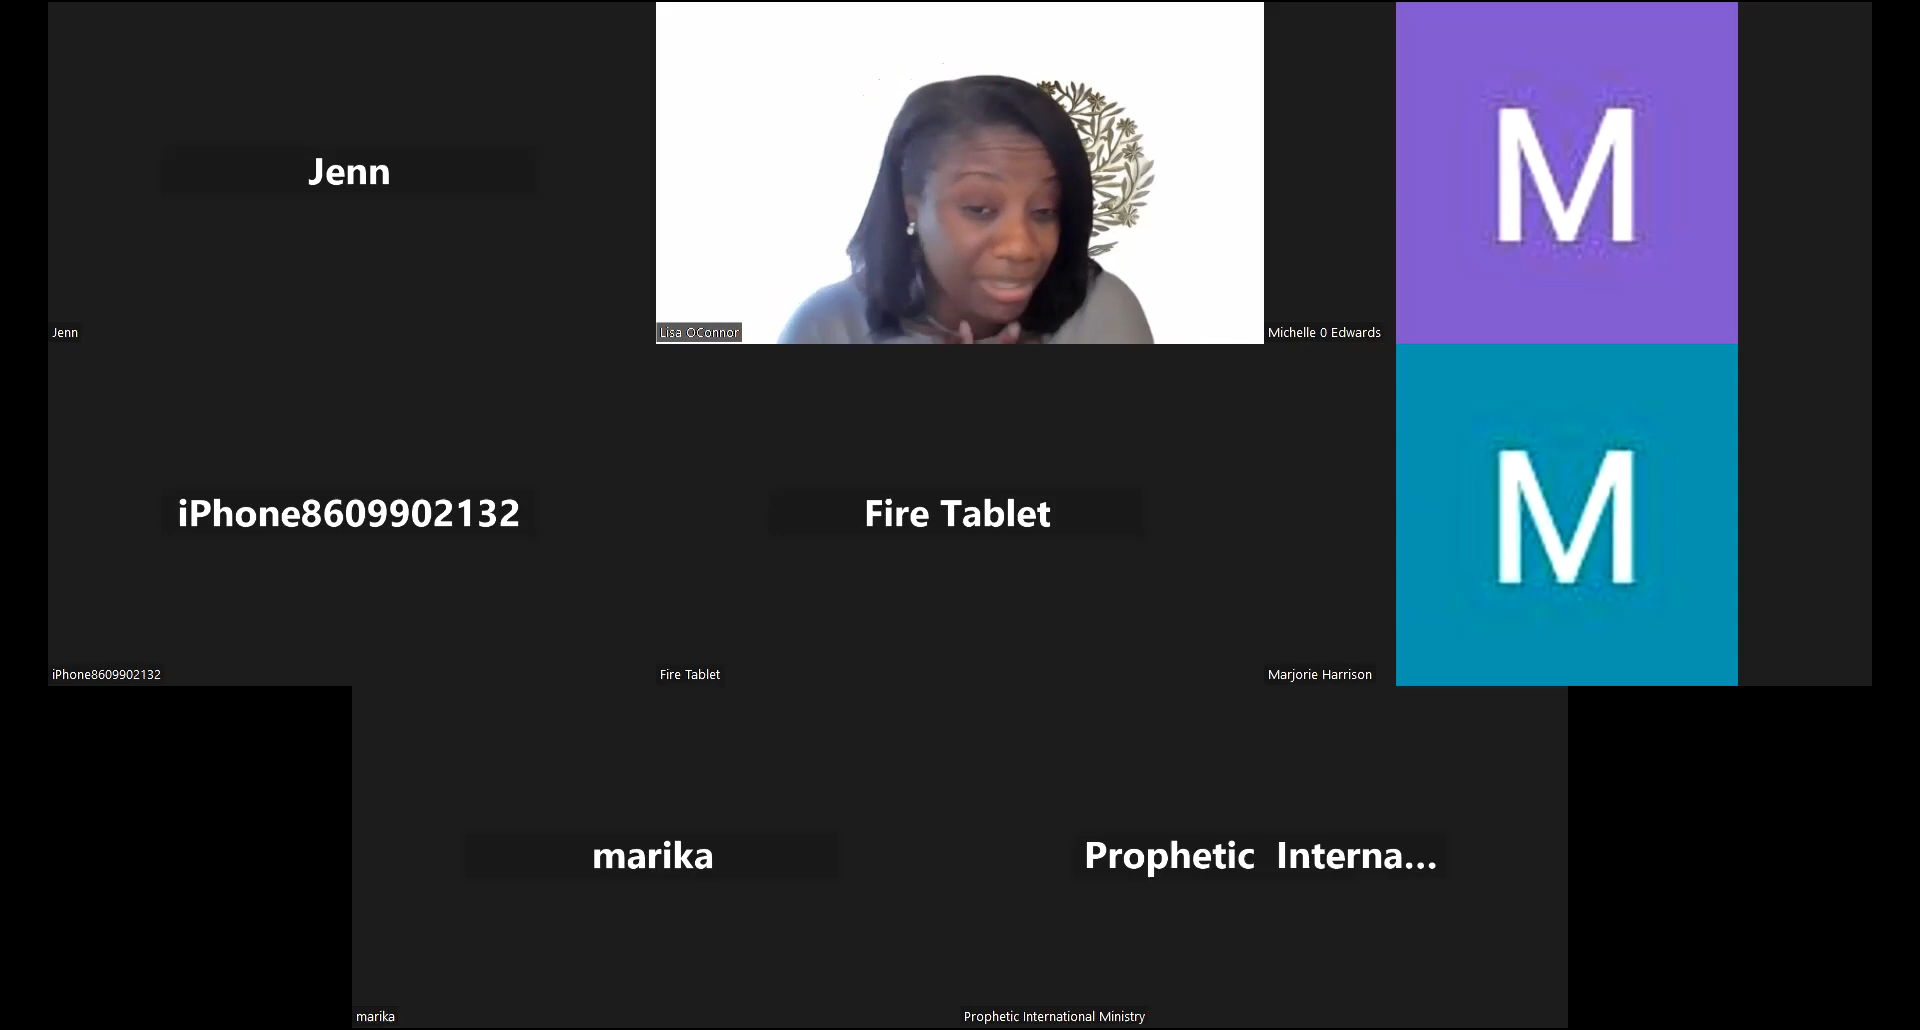 Jenn
Jenn
Lisa OConnor
M
Michelle 0 Edwards
iPhone8609902132
iPhone8609902132
Fire Tablet
Fire Tablet
M
Marjorie Harrison
marika
marika
Prophetic Interna...
Prophetic International Ministry